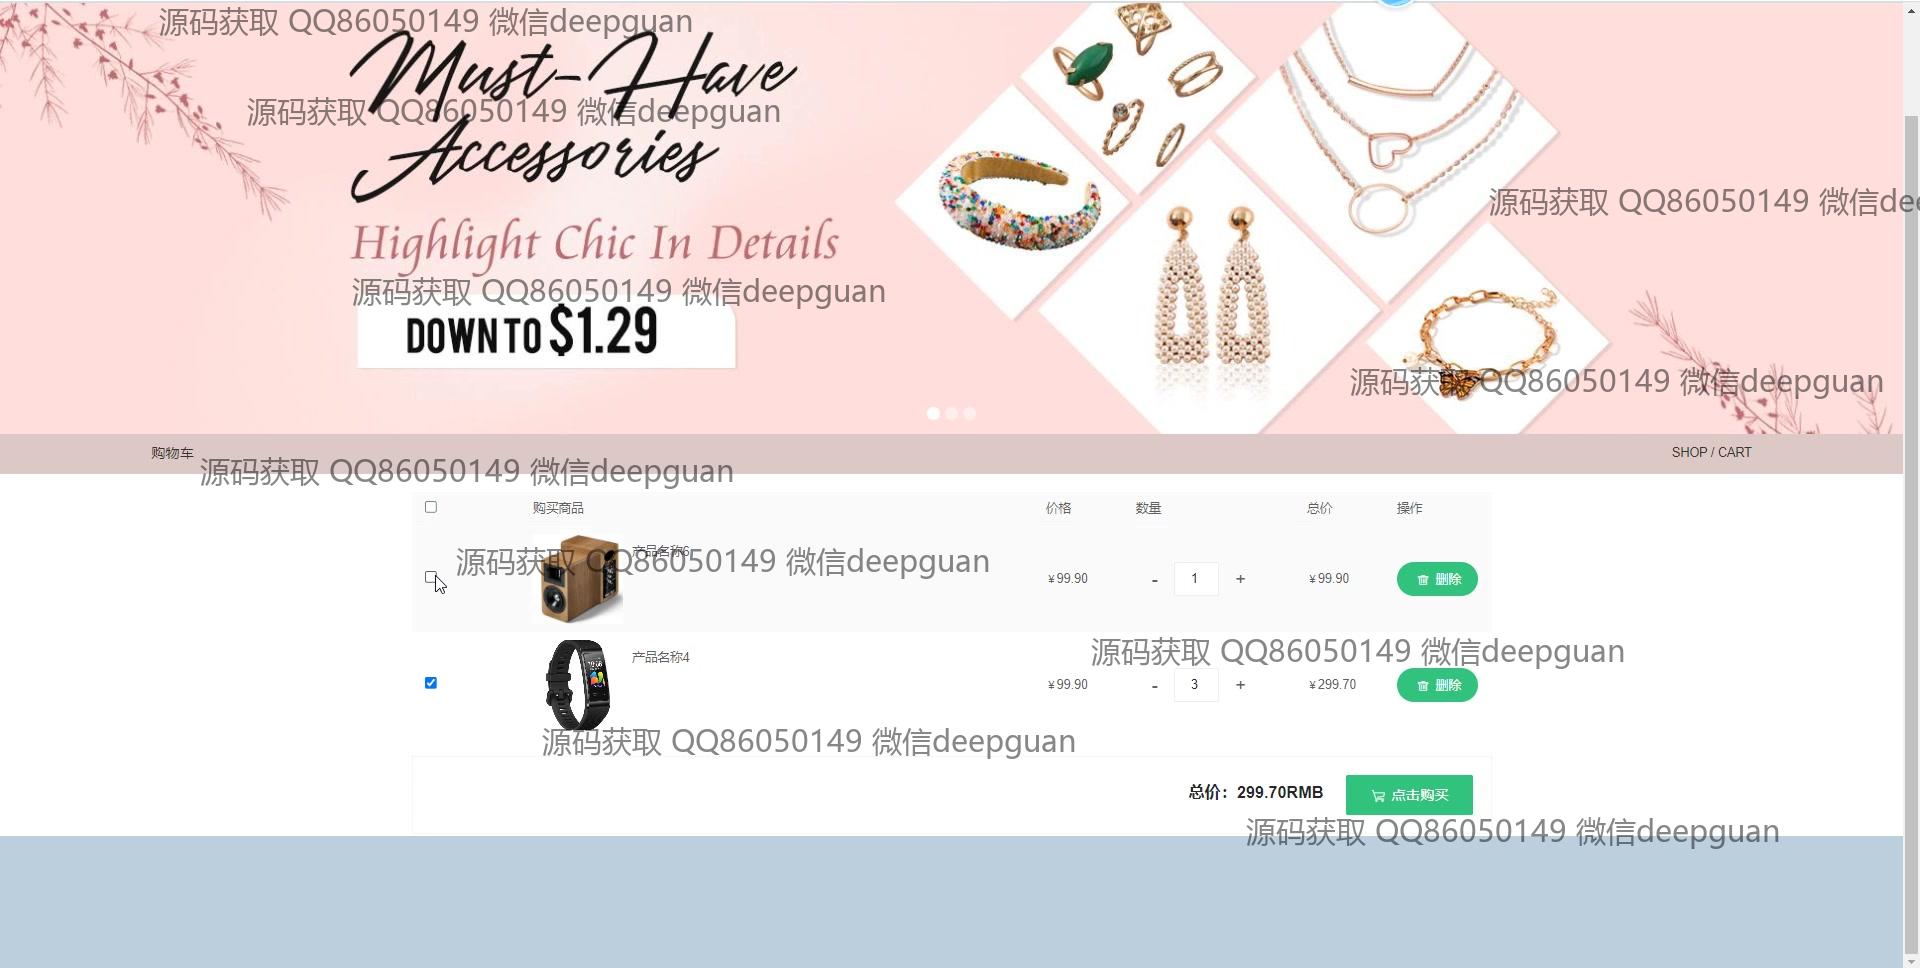 源码获取 QQ86050149 微信deepguan
Must-Have
源码获取 QQ86050149 微信deepguan
Accessories
源码获取 QQ86050149 微信dee
Highlight Chic In Details
源码获取 QQ86050149 微信deepguan
DOWN TO $1.29
源码获取 QQ86050149 微信deepguan
购物车 SHOP / CART
源码获取 QQ86050149 微信deepguan
购买商品 价格 数量 总价 操作
产品名称6
源码获取 QQ86050149 微信deepguan
¥99.90 - 1 + ¥99.90 删除
源码获取 QQ86050149 微信deepguan
产品名称4
¥99.90 - 3 + ¥299.70 删除
源码获取 QQ86050149 微信deepguan
总价：299.70RMB 点击购买
源码获取 QQ86050149 微信deepguan